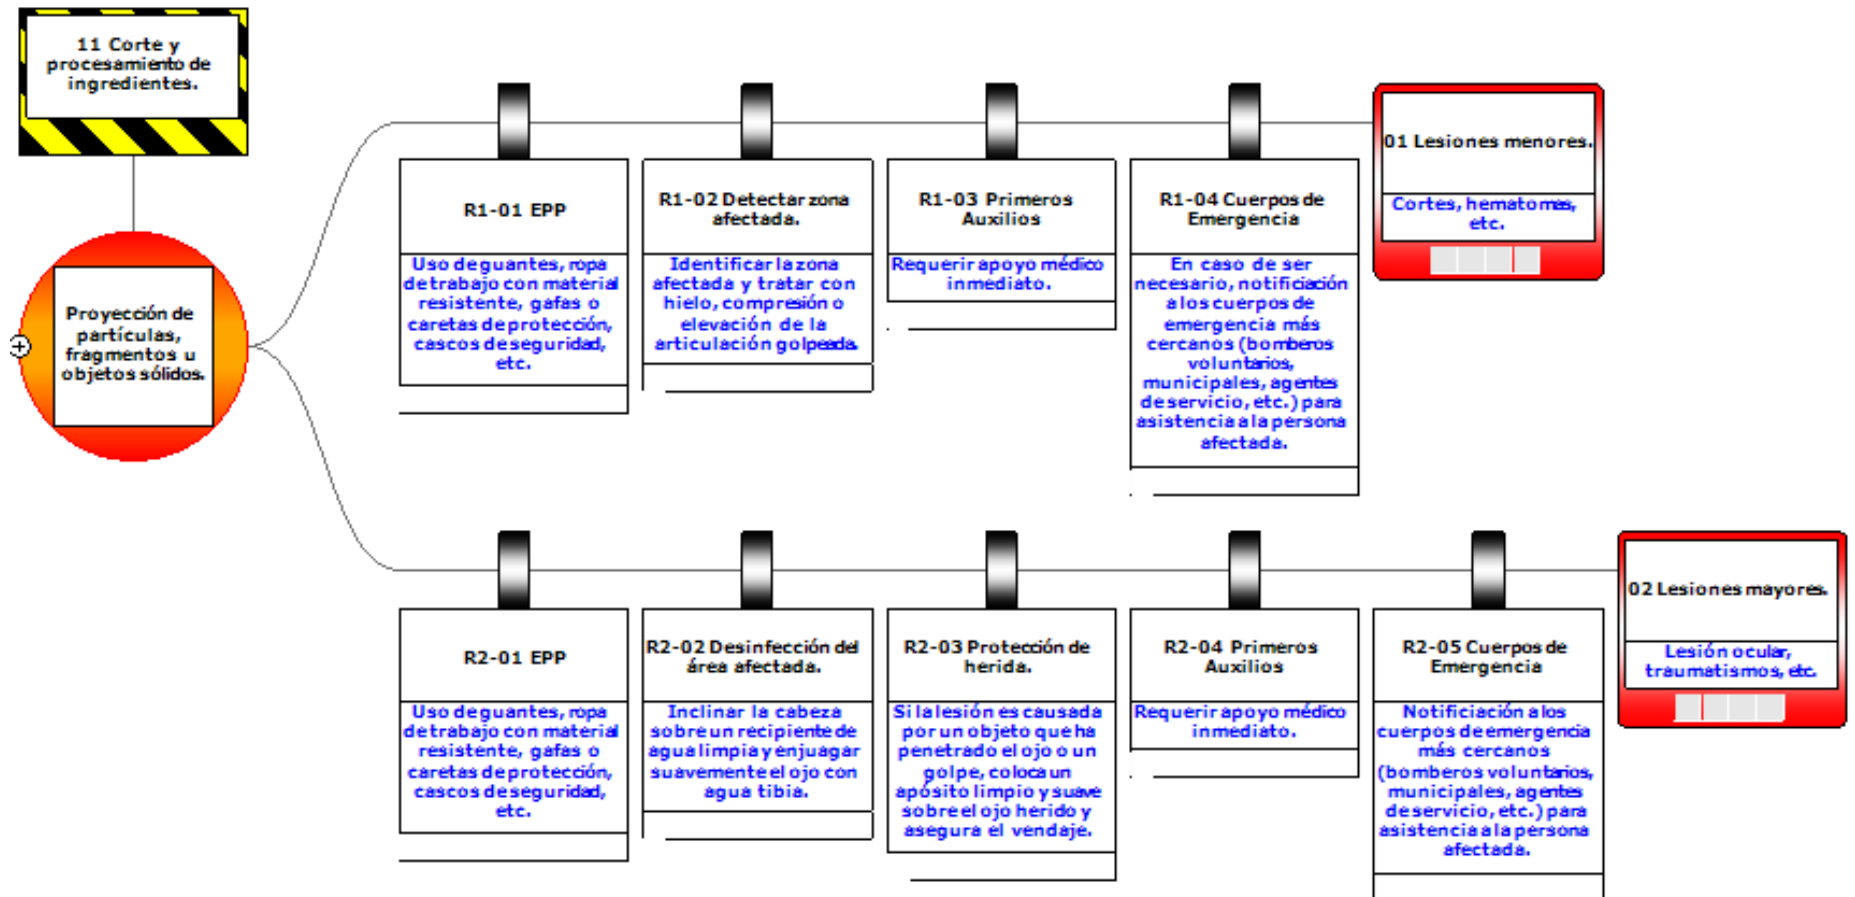 11 Corte y
procesamiento de
ingredientes.
Proyección de
partículas,
fragmentos u
objetos sólidos.
R1-01 EPP
Uso de guantes, ropa
de trabajo con material
resistente, gafas o
caretas de protección,
cascos de seguridad,
etc.
R1-02 Detectar zona
afectada.
Identificar la zona
afectada y tratar con
hielo, compresión o
elevación de la
articulación golpeada.
R1-03 Primeros
Auxilios
Requerir apoyo médico
inmediato.
R1-04 Cuerpos de
Emergencia
En caso de ser
necesario, notificiación
a los cuerpos de
emergencia más
cercanos (bomberos
voluntarios,
municipales, agentes
de servicio, etc.) para
asistencia a la persona
afectada.
01 Lesiones menores.
Cortes, hematomas,
etc.
R2-01 EPP
Uso de guantes, ropa
de trabajo con material
resistente, gafas o
caretas de protección,
cascos de seguridad,
etc.
R2-02 Desinfección del
área afectada.
Inclinar la cabeza
sobre un recipiente de
agua limpia y enjuagar
suavemente el ojo con
agua tibia.
R2-03 Protección de
herida.
Si la lesión es causada
por un objeto que ha
penetrado el ojo o un
golpe, coloca un
apósito limpio y suave
sobre el ojo herido y
asegura el vendaje.
R2-04 Primeros
Auxilios
Requerir apoyo médico
inmediato.
R2-05 Cuerpos de
Emergencia
Notificiación a los
cuerpos de emergencia
más cercanos
(bomberos voluntarios,
municipales, agentes
de servicio, etc.) para
asistencia a la persona
afectada.
02 Lesiones mayores.
Lesión ocular,
traumatismos, etc.